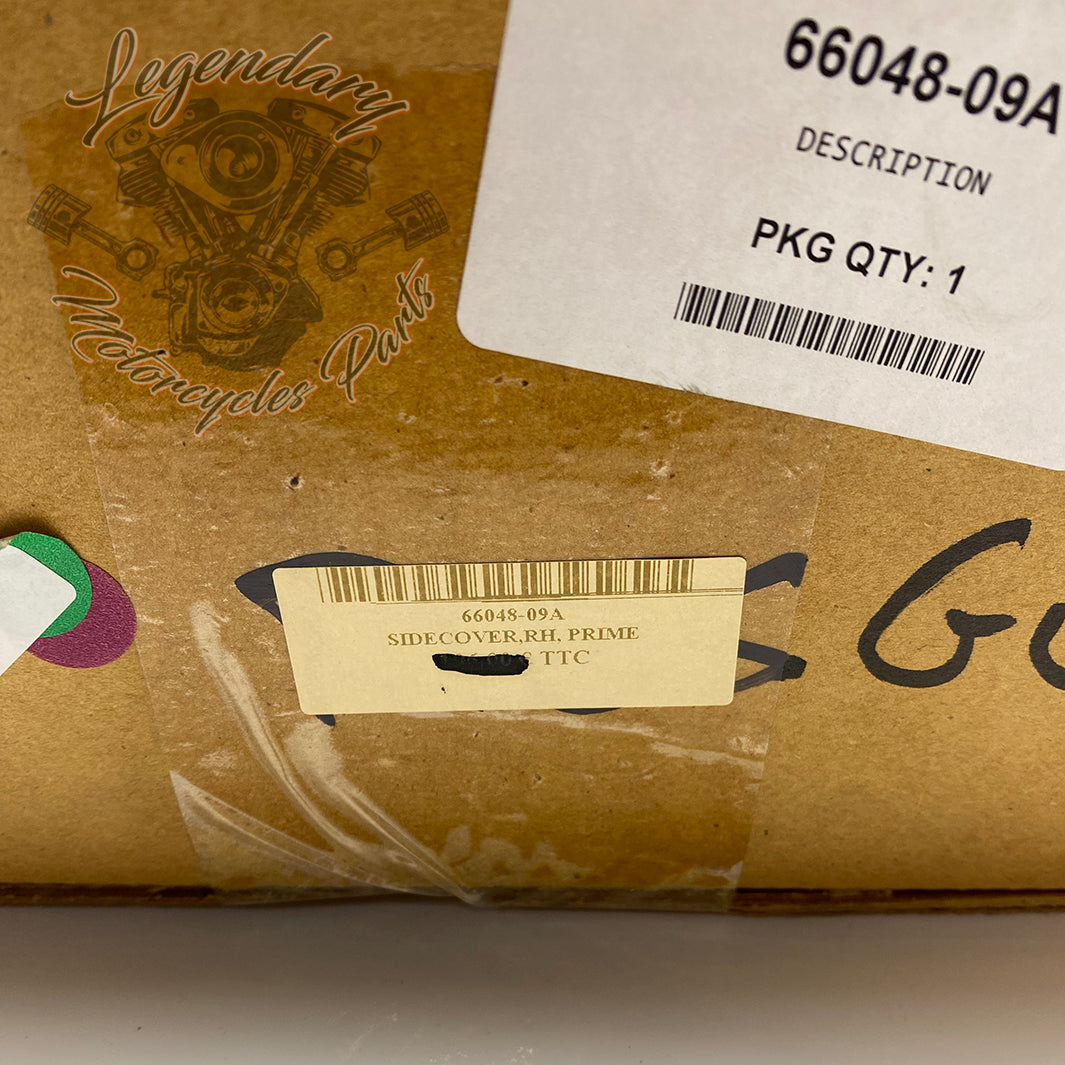 Legendary
Motorcycles Parts
66048-09A
DESCRIPTION
PKG QTY: 1
66048-09A
SIDECOVER,RH, PRIME
TTC